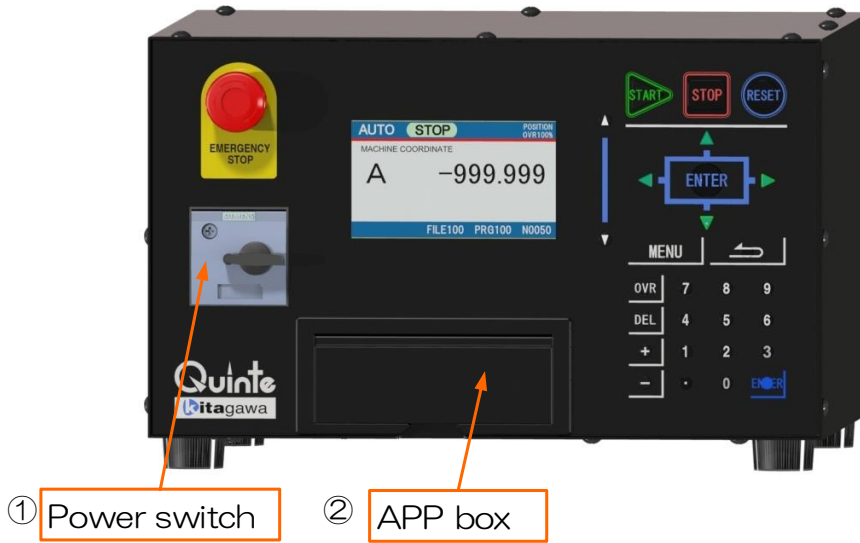 START STOP RESET
EMERGENCY
STOP
AUTO STOP POSITION
OVR100%
MACHINE COORDINATE
A -999.999
FILE100 PRG100 N0050
ENTER
MENU
OVR 7 8 9
DEL 4 5 6
+ 1 2 3
- · 0 ENTER
Quinte
kitagawa
① Power switch
② APP box